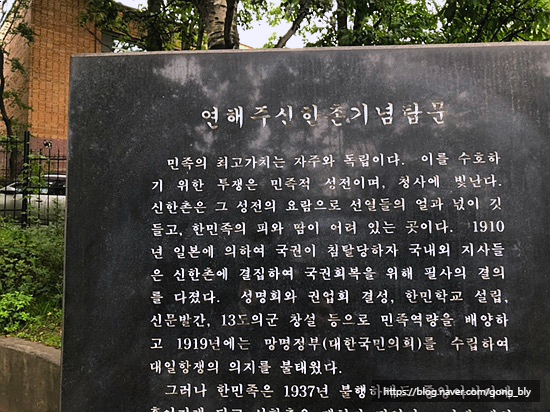 연해주신한촌기념탑문
민족의 최고가치는 자주와 독립이다. 이를 수호하
기 위한 투쟁은 민족적 성전이며, 청사에 빛난다.
신한촌은 그 성전의 요람으로 선열들의 얼과 넋이 깃
들고, 한민족의 피와 땀이 어려 있는 곳이다. 1910
년 일본에 의하여 국권이 침탈당하자 국내외 지사들
은 신한촌에 결집하여 국권회복을 위해 필사의 결의
를 다졌다. 성명회와 권업회 결성, 한민학교 설립,
신문발간, 13도의군 창설 등으로 민족역량을 배양하
고 1919년에는 망명정부(대한국민의회)를 수립하여
대일항쟁의 의지를 불태웠다.
그러나 한민족은 1937년 불행하
https://blog.naver.com/gong_bly